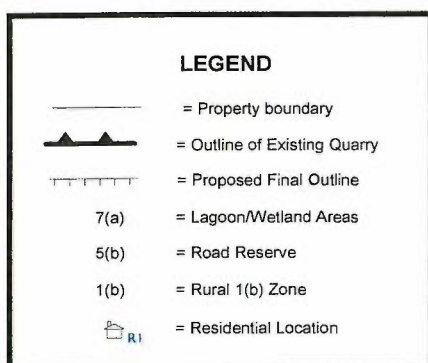 LEGEND
= Property boundary
= Outline of Existing Quarry
= Proposed Final Outline
7(a) = Lagoon/Wetland Areas
5(b) = Road Reserve
1(b) = Rural 1(b) Zone
R1 = Residential Location